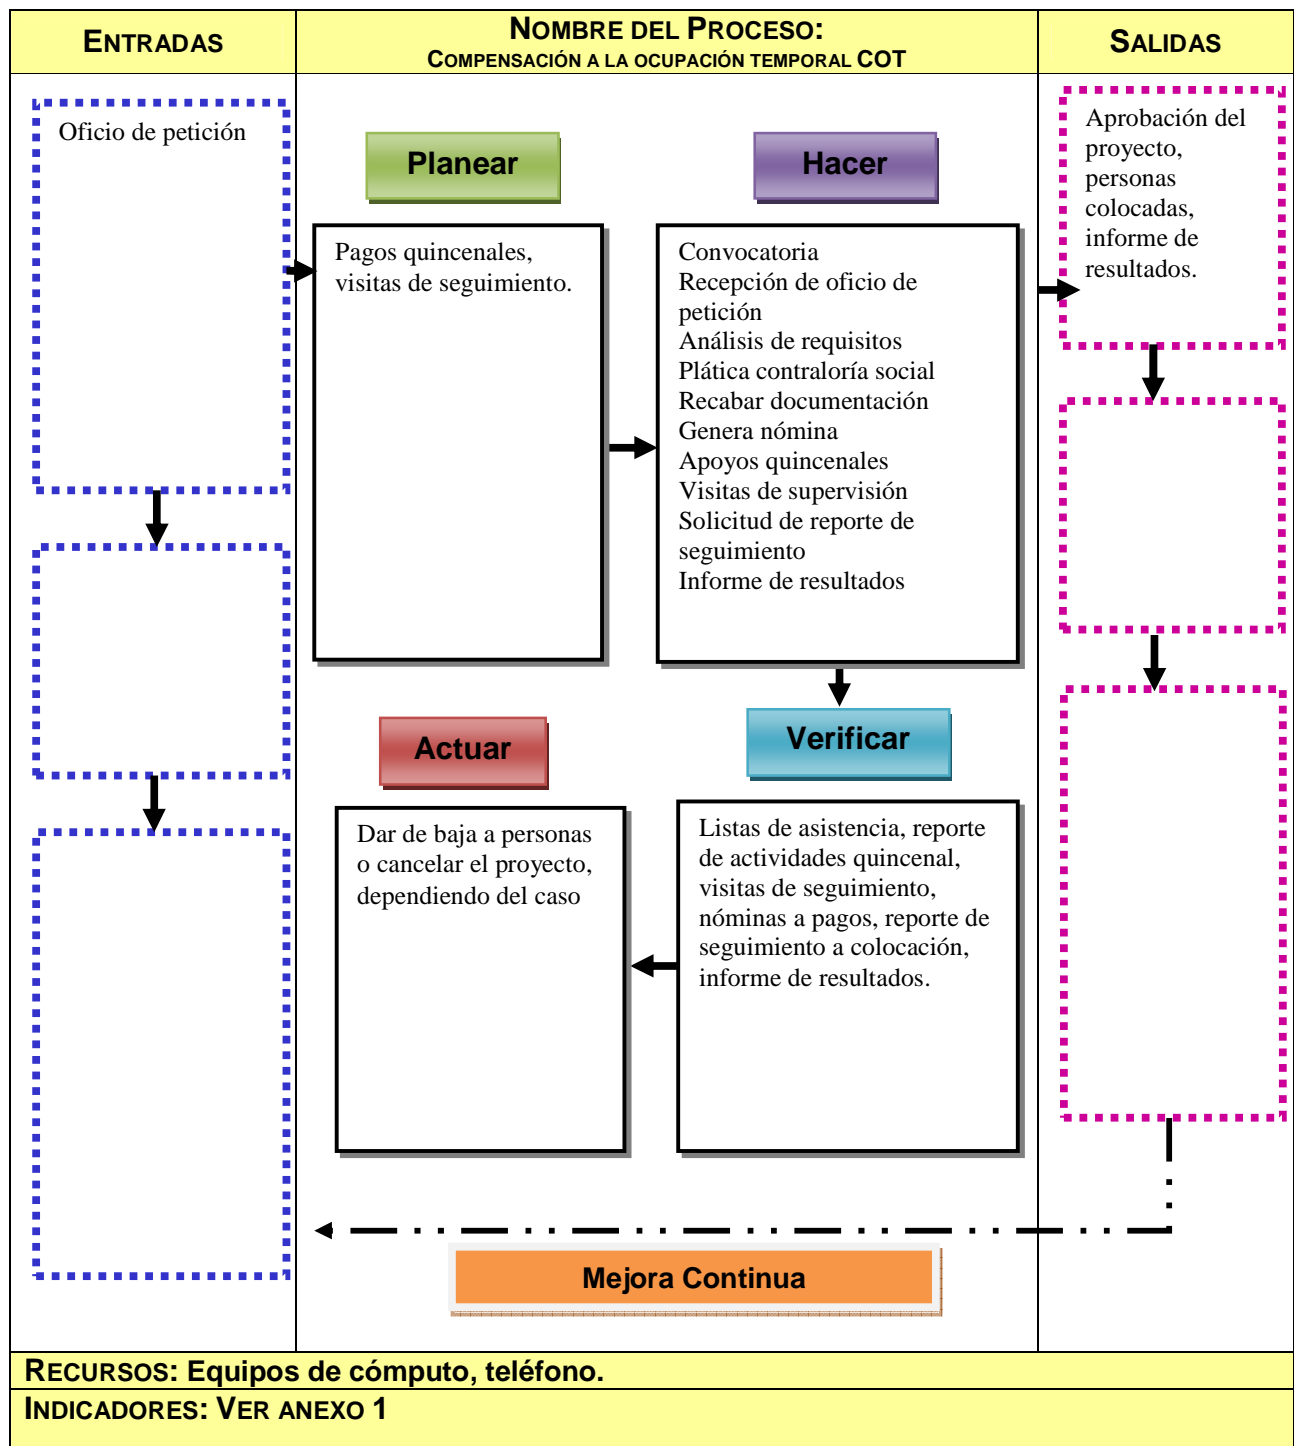 ENTRADAS
NOMBRE DEL PROCESO:
COMPENSACIÓN A LA OCUPACIÓN TEMPORAL COT
SALIDAS
Oficio de petición
Planear
Pagos quincenales,
visitas de seguimiento.
Hacer
Convocatoria
Recepción de oficio de
petición
Análisis de requisitos
Plática contraloría social
Recabar documentación
Genera nómina
Apoyos quincenales
Visitas de supervisión
Solicitud de reporte de
seguimiento
Informe de resultados
Aprobación del
proyecto,
personas
colocadas,
informe de
resultados.
Actuar
Dar de baja a personas
o cancelar el proyecto,
dependiendo del caso
Verificar
Listas de asistencia, reporte
de actividades quincenal,
visitas de seguimiento,
nóminas a pagos, reporte de
seguimiento a colocación,
informe de resultados.
Mejora Continua
RECURSOS: Equipos de cómputo, teléfono.
INDICADORES: VER ANEXO 1